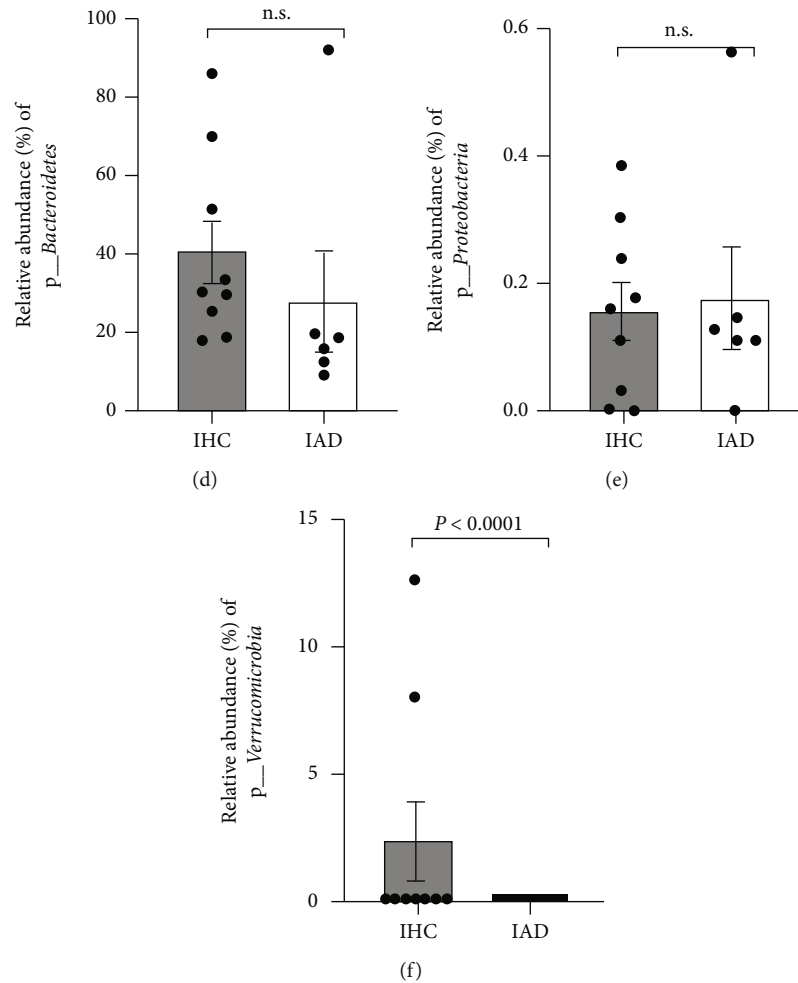 n.s.
100
80
60
40
20
0
Relative abundance (%) of
p__Bacteroidetes
IHC
IAD
(d)
n.s.
0.6
0.4
0.2
0.0
Relative abundance (%) of
p__Proteobacteria
IHC
IAD
(e)
P < 0.0001
15
10
5
0
Relative abundance (%) of
p__Verrucomicrobia
IHC
IAD
(f)